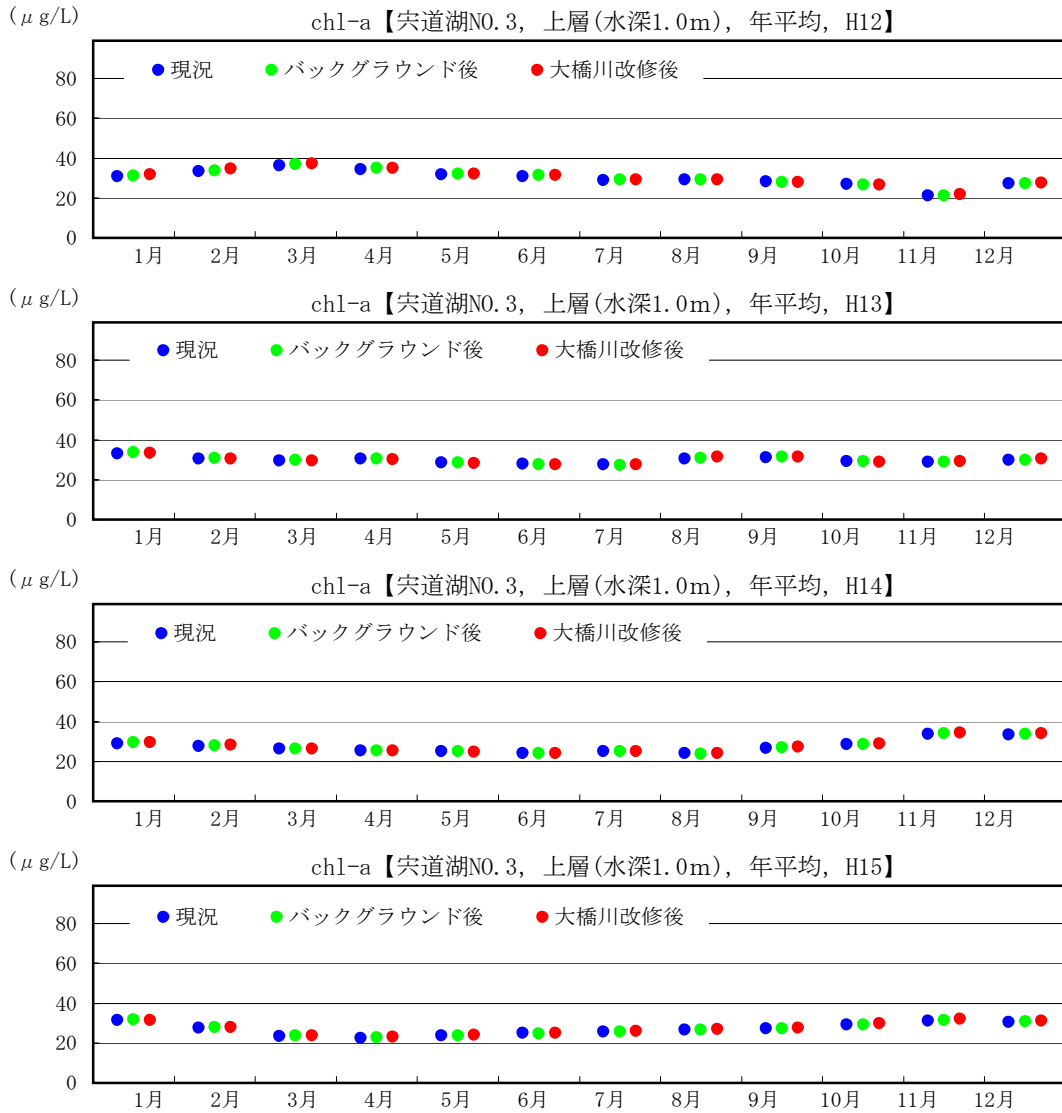 (μg/L)
chl-a【宍道湖NO.3, 上層(水深1.0m), 年平均, H12】
現況 バックグラウンド後 大橋川改修後
80
60
40
20
0
1月 2月 3月 4月 5月 6月 7月 8月 9月 10月 11月 12月
(μg/L)
chl-a【宍道湖NO.3, 上層(水深1.0m), 年平均, H13】
現況 バックグラウンド後 大橋川改修後
80
60
40
20
0
1月 2月 3月 4月 5月 6月 7月 8月 9月 10月 11月 12月
(μg/L)
chl-a【宍道湖NO.3, 上層(水深1.0m), 年平均, H14】
現況 バックグラウンド後 大橋川改修後
80
60
40
20
0
1月 2月 3月 4月 5月 6月 7月 8月 9月 10月 11月 12月
(μg/L)
chl-a【宍道湖NO.3, 上層(水深1.0m), 年平均, H15】
現況 バックグラウンド後 大橋川改修後
80
60
40
20
0
1月 2月 3月 4月 5月 6月 7月 8月 9月 10月 11月 12月